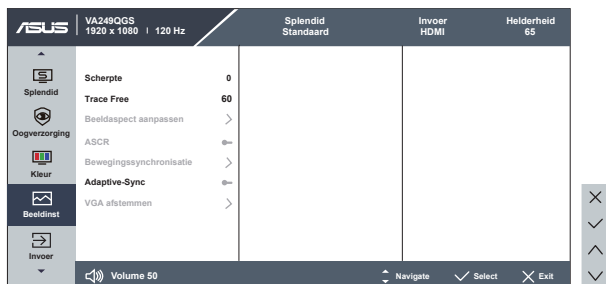 ASUS
VA249QGS
1920 x 1080 | 120 Hz
Splendid
Standaard
Invoer
HDMI
Helderheid
65
Splendid
Oogverzorging
Kleur
Beeldinst
Invoer
Scherpte 0
Trace Free 60
Beeldaspect aanpassen
ASCR
Bewegingssynchronisatie
Adaptive-Sync
VGA afstemmen
Volume 50
Navigate
Select
Exit